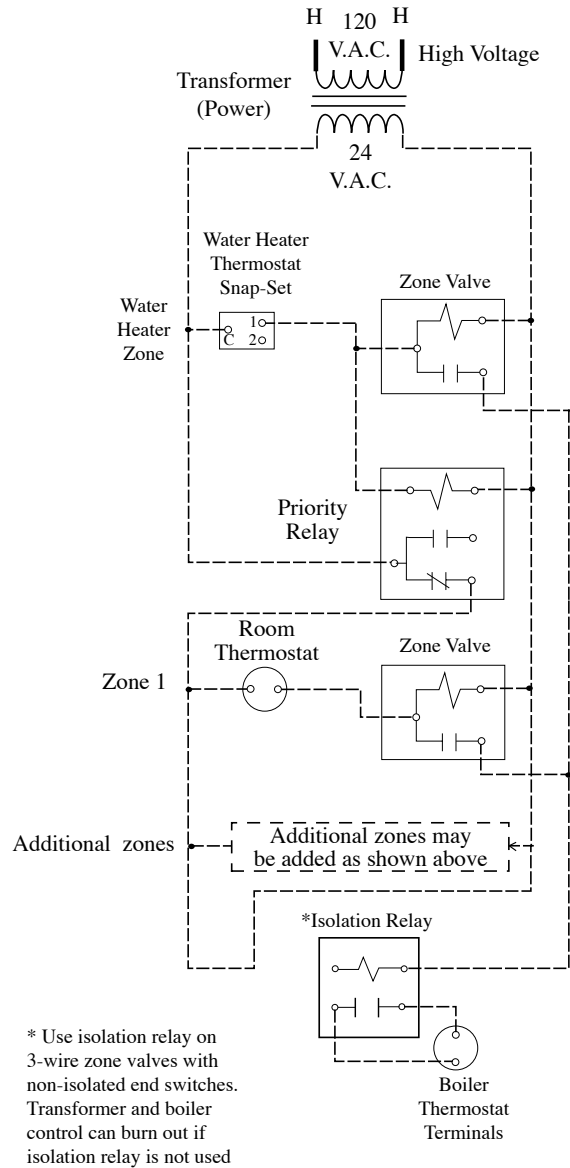 H 120 H
V.A.C.
High Voltage
Transformer
(Power)
24
V.A.C.
Water Heater
Thermostat
Snap-Set
Zone Valve
Water
Heater
Zone
1
C 2
Priority
Relay
Room
Thermostat
Zone Valve
Zone 1
Additional zones
Additional zones may
be added as shown above
*Isolation Relay
* Use isolation relay on
3-wire zone valves with
non-isolated end switches.
Transformer and boiler
control can burn out if
isolation relay is not used
Boiler
Thermostat
Terminals